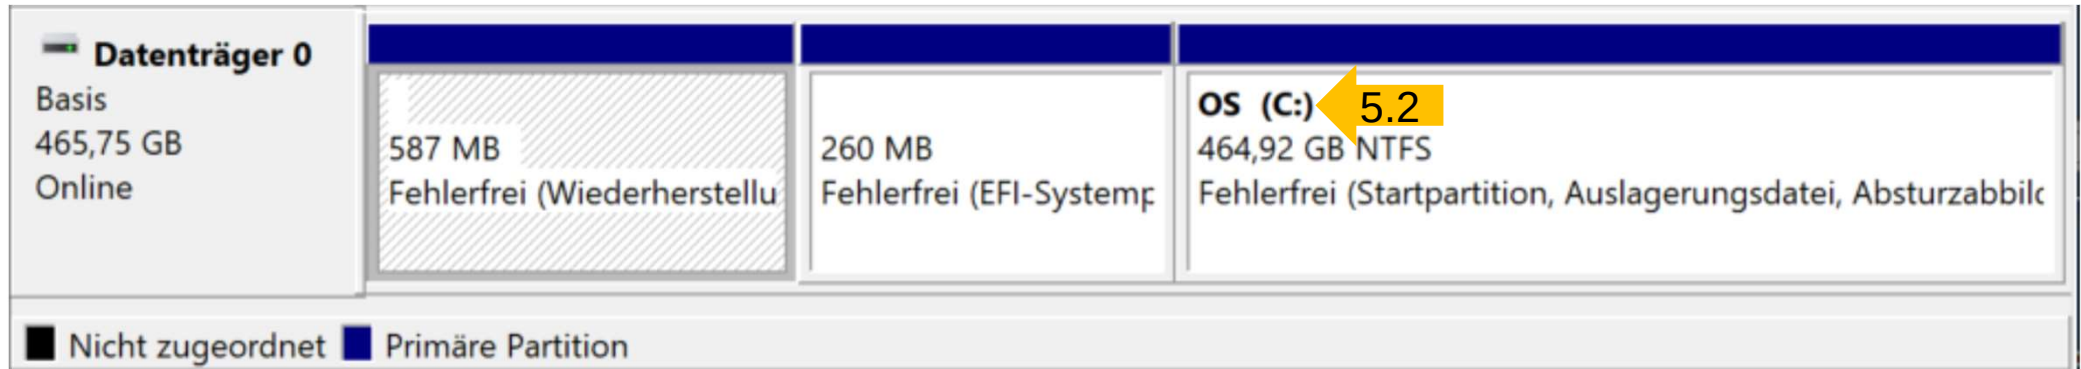 Datenträger 0
Basis
465,75 GB
Online
587 MB
Fehlerfrei (Wiederherstellu
260 MB
Fehlerfrei (EFI-Systemp
OS (C:)
5.2
464,92 GB NTFS
Fehlerfrei (Startpartition, Auslagerungsdatei, Absturzabbilc
Nicht zugeordnet
Primäre Partition